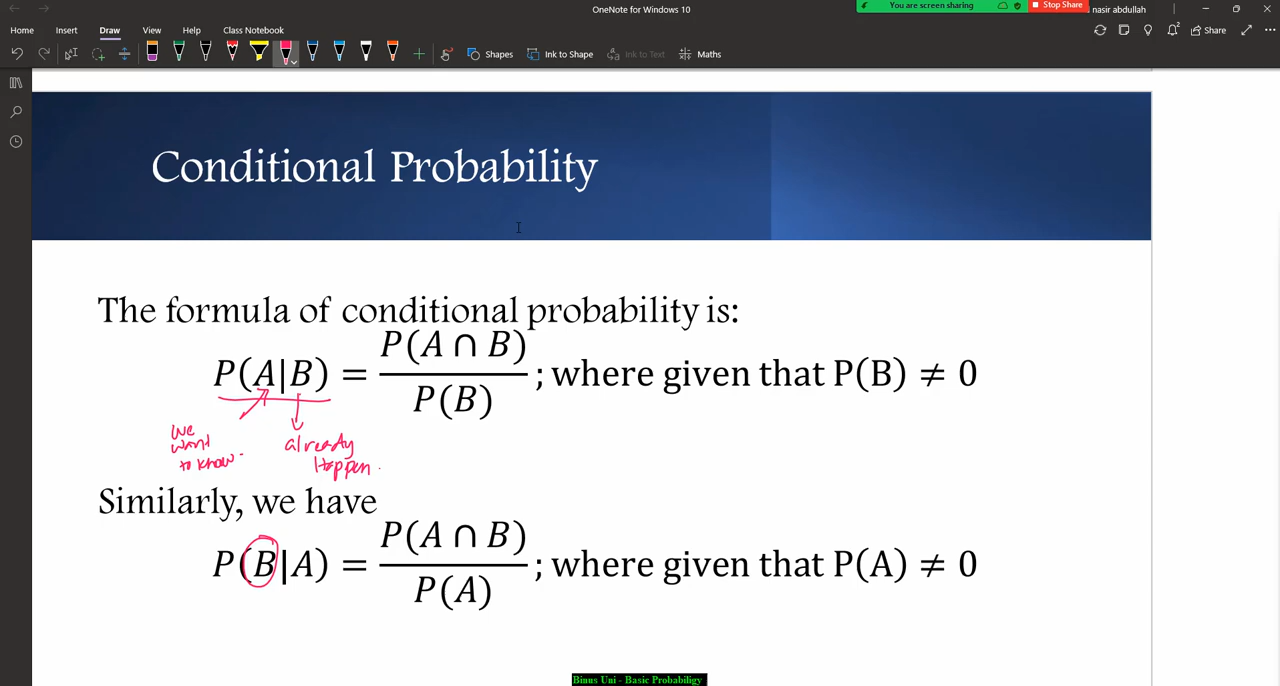 OneNote for Windows 10
You are screen sharing
Stop Share
nasir abdullah
Home Insert Draw View Help Class Notebook
Share
Shapes Ink to Shape Ink to Text Maths
Conditional Probability
The formula of conditional probability is:
P(A|B) = P(A ∩ B) / P(B) ; where given that P(B) ≠ 0
we
want
to know.
already
Happen.
Similarly, we have
P(B|A) = P(A ∩ B) / P(A) ; where given that P(A) ≠ 0
Binus Uni - Basic Probabiligy